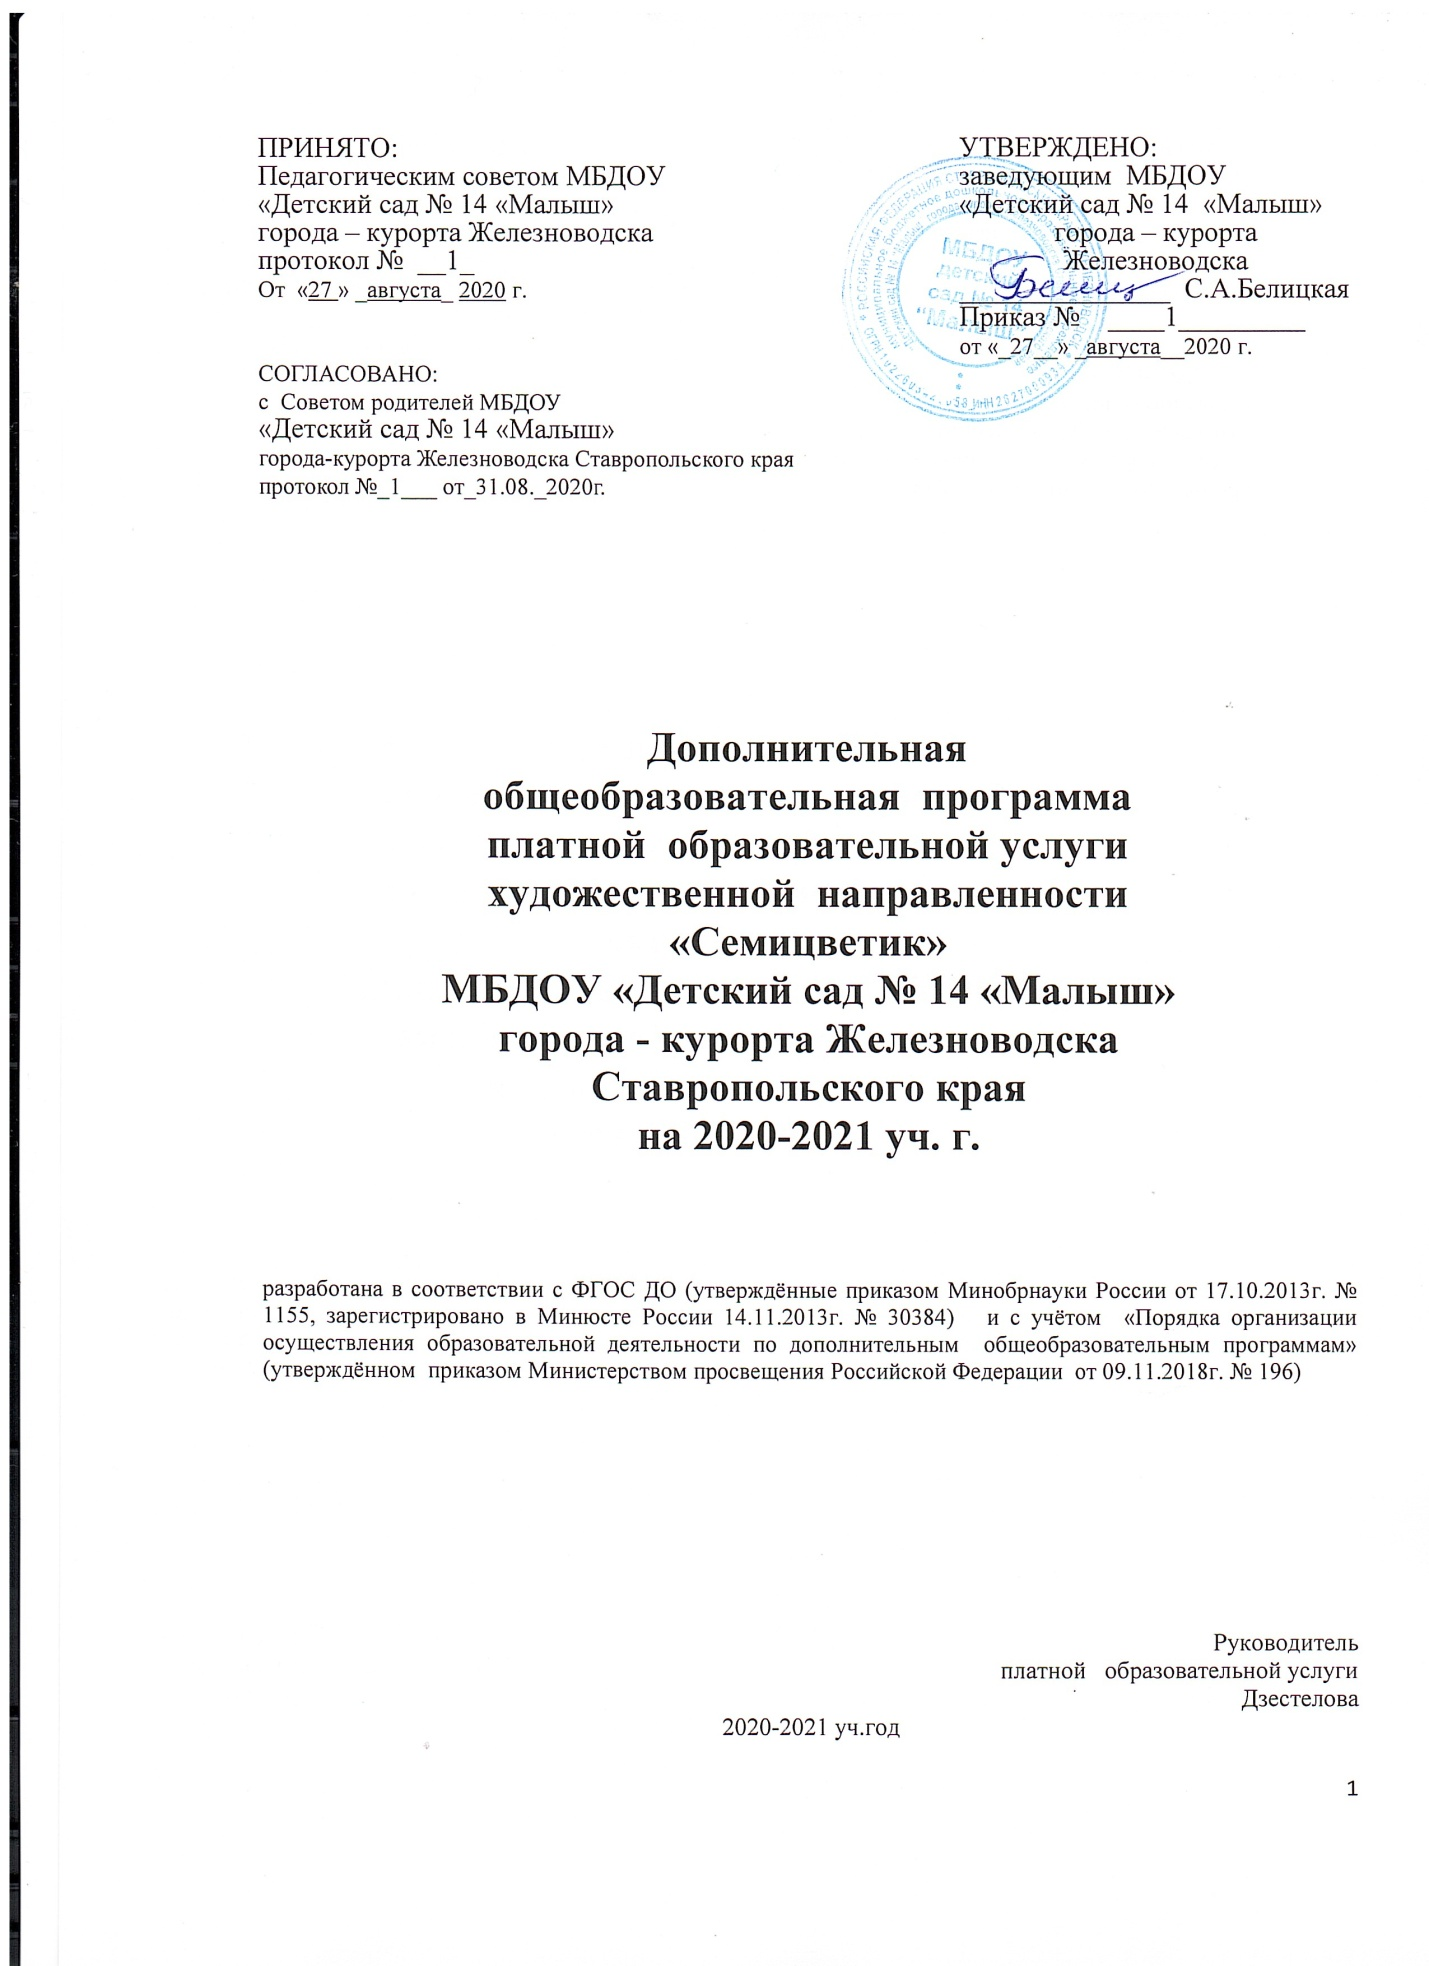 ПРИНЯТО:
Педагогическим советом МБДОУ
«Детский сад № 14 «Малыш»
города – курорта Железноводска
протокол № __1_
От «27 » _августа_ 2020 г.
УТВЕРЖДЕНО:
заведующим МБДОУ
«Детский сад № 14 «Малыш»
города – курорта
Железноводска
_______________ С.А.Белицкая
Приказ № ____1_________
от «_27__» _августа__2020 г.
МБДОУ
детский
сад № 14
"Малыш"
СОГЛАСОВАНО:
с Советом родителей МБДОУ
«Детский сад № 14 «Малыш»
города-курорта Железноводска Ставропольского края
протокол №_1___ от_31.08._2020г.
Дополнительная
общеобразовательная программа
платной образовательной услуги
художественной направленности
«Семицветик»
МБДОУ «Детский сад № 14 «Малыш»
города - курорта Железноводска
Ставропольского края
на 2020-2021 уч. г.
разработана в соответствии с ФГОС ДО (утверждённые приказом Минобрнауки России от 17.10.2013г. №
1155, зарегистрировано в Минюсте России 14.11.2013г. № 30384) и с учётом «Порядка организации
осуществления образовательной деятельности по дополнительным общеобразовательным программам»
(утверждённом приказом Министерством просвещения Российской Федерации от 09.11.2018г. № 196)
Руководитель
платной образовательной услуги
Дзестелова
2020-2021 уч.год
1